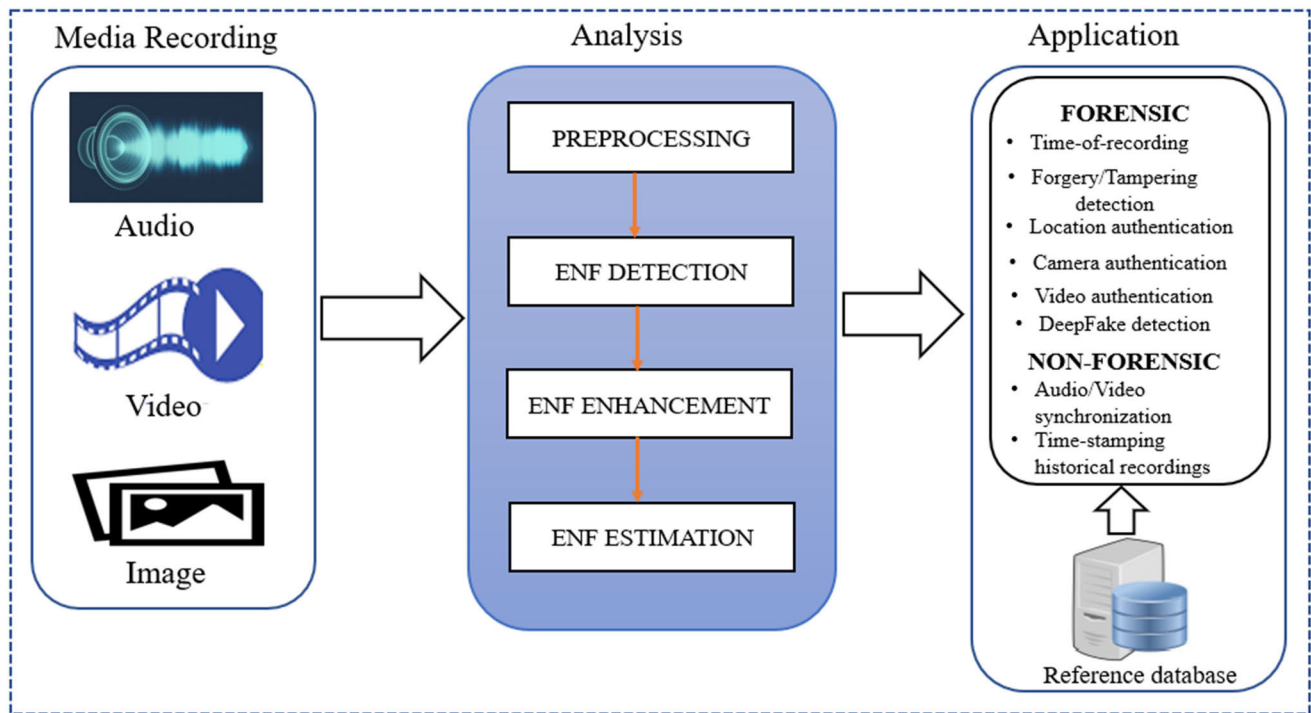 Media Recording
Audio
Video
Image
Analysis
PREPROCESSING
ENF DETECTION
ENF ENHANCEMENT
ENF ESTIMATION
Application
FORENSIC
• Time-of-recording
• Forgery/Tampering
detection
• Location authentication
• Camera authentication
• Video authentication
• DeepFake detection
NON-FORENSIC
• Audio/Video
synchronization
• Time-stamping
historical recordings
Reference database